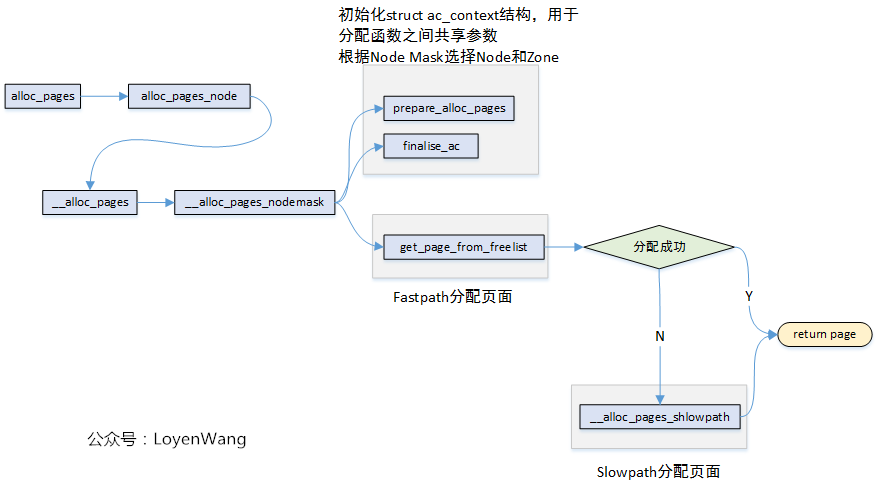 初始化struct ac_context结构，用于
分配函数之间共享参数
根据Node Mask选择Node和Zone
alloc_pages
alloc_pages_node
prepare_alloc_pages
finalise_ac
__alloc_pages
__alloc_pages_nodemask
get_page_from_freelist
分配成功
Fastpath分配页面
Y
N
return page
__alloc_pages_shlowpath
公众号：LoyenWang
Slowpath分配页面